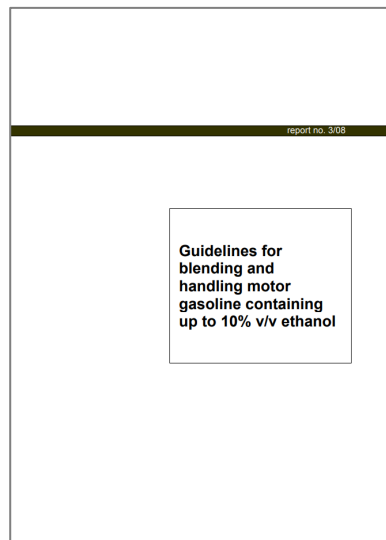 report no. 3/08
Guidelines for
blending and
handling motor
gasoline containing
up to 10% v/v ethanol